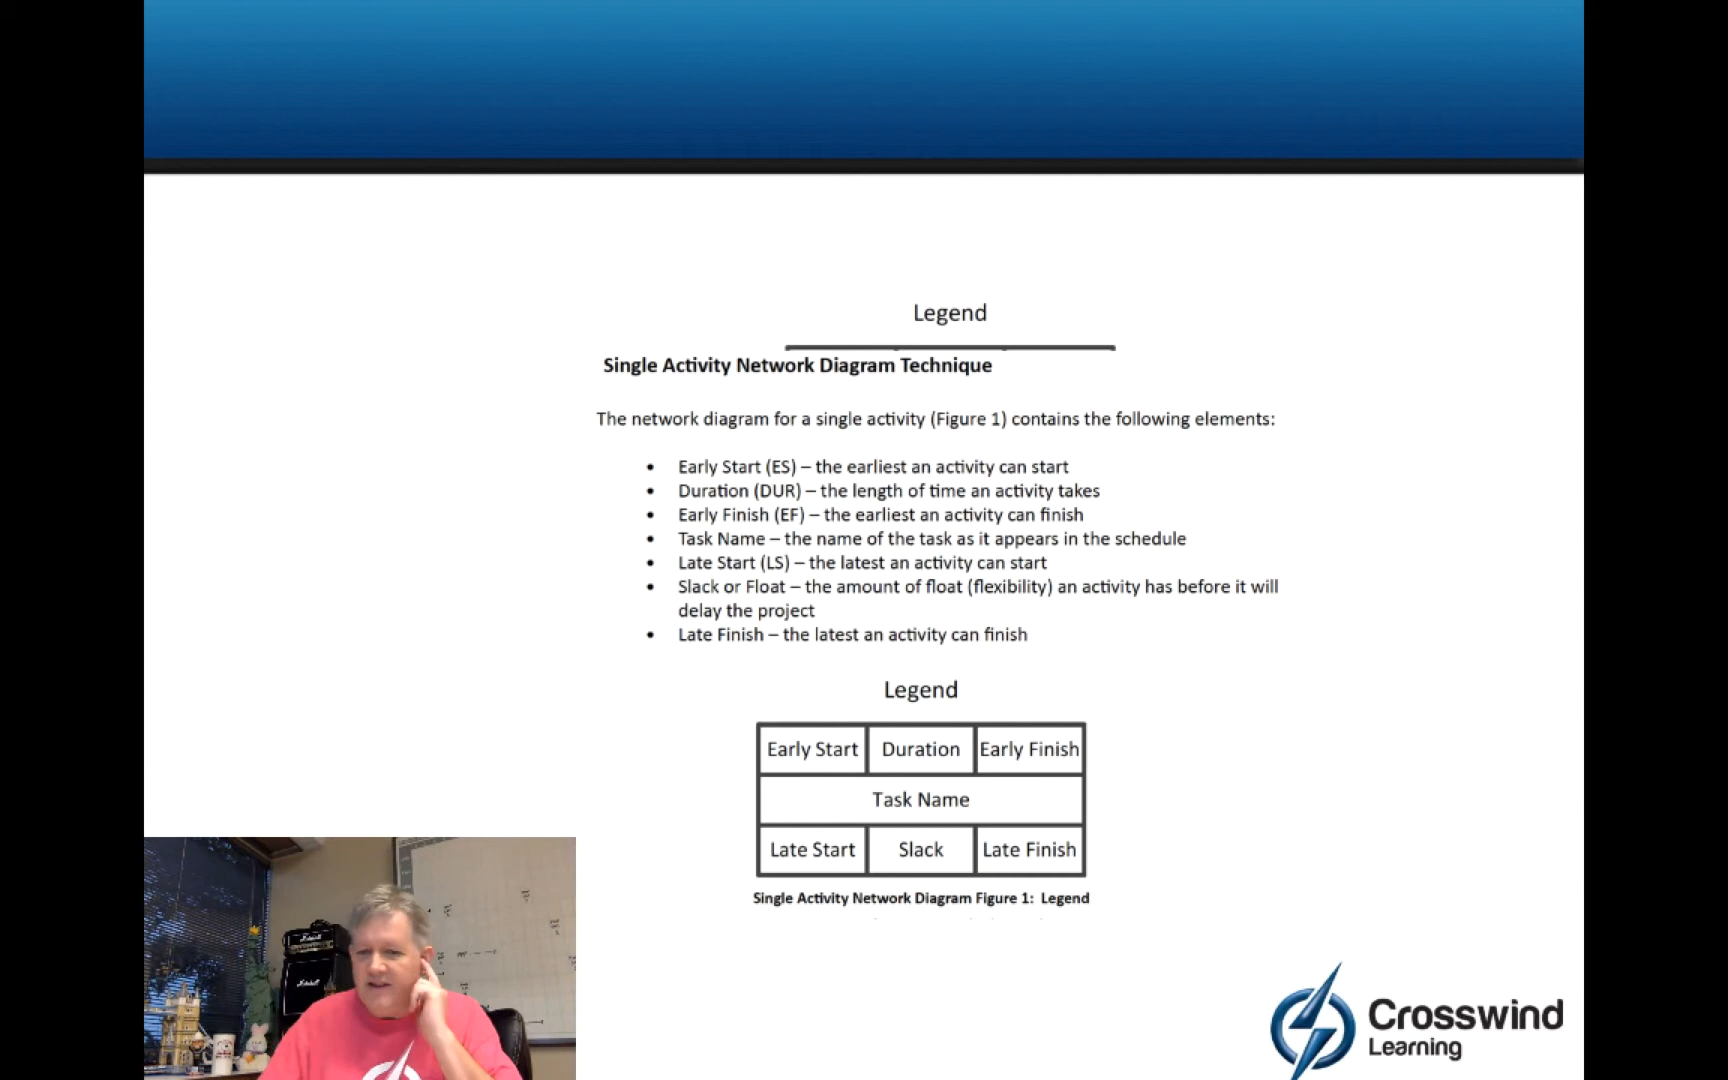 Legend
Single Activity Network Diagram Technique
The network diagram for a single activity (Figure 1) contains the following elements:
• Early Start (ES) – the earliest an activity can start
• Duration (DUR) – the length of time an activity takes
• Early Finish (EF) – the earliest an activity can finish
• Task Name – the name of the task as it appears in the schedule
• Late Start (LS) – the latest an activity can start
• Slack or Float – the amount of float (flexibility) an activity has before it will
delay the project
• Late Finish – the latest an activity can finish
Legend
Early Start Duration Early Finish
Task Name
Late Start Slack Late Finish
Single Activity Network Diagram Figure 1: Legend
Marshall
Marshall
Crosswind
Learning